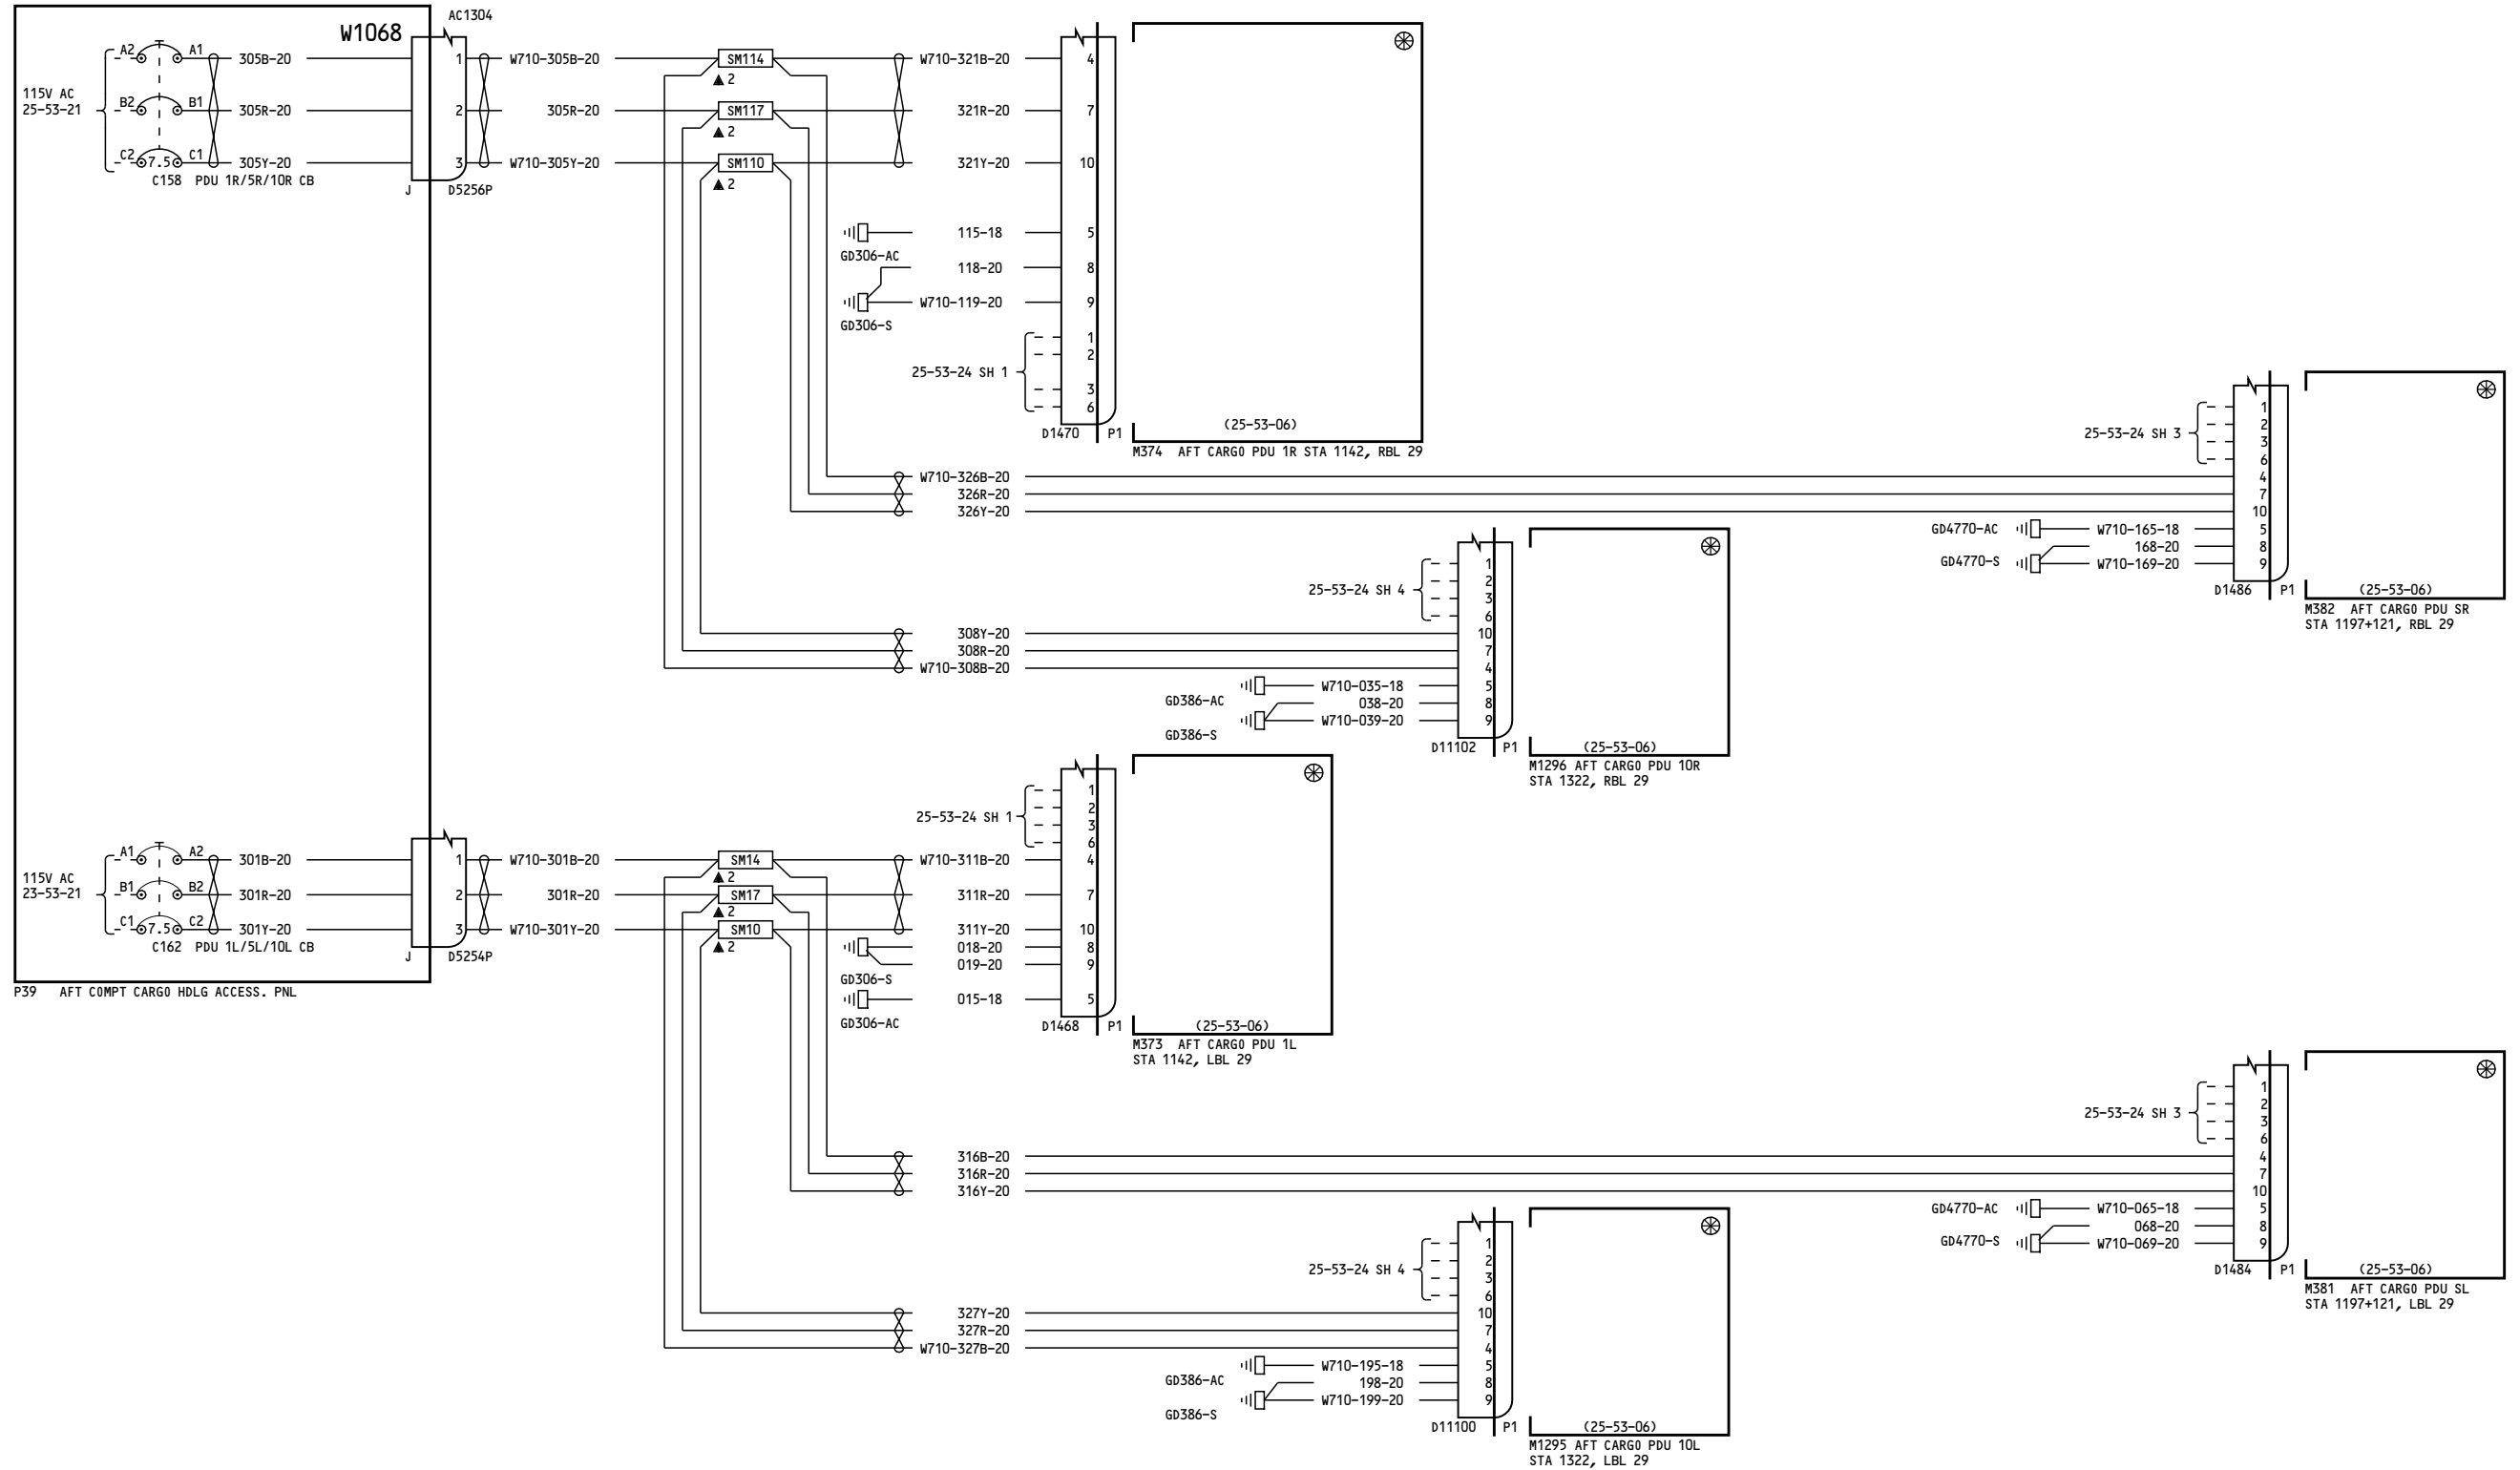 W1068
AC1304
115V AC
25-53-21
A2
A1
305B-20
B2
B1
305R-20
C2
7.5
C1
305Y-20
C158 PDU 1R/5R/10R CB
1
2
3
J
D5256P
W710-305B-20
305R-20
W710-305Y-20
SM114
▲ 2
SM117
▲ 2
SM110
▲ 2
W710-321B-20
321R-20
321Y-20
115-18
GD306-AC
118-20
W710-119-20
GD306-S
25-53-24 SH 1
4
7
10
5
8
9
1
2
3
6
D1470
P1
(25-53-06)
M374 AFT CARGO PDU 1R STA 1142, RBL 29
W710-326B-20
326R-20
326Y-20
25-53-24 SH 3
1
2
3
6
4
7
10
5
8
9
GD4770-AC
W710-165-18
168-20
GD4770-S
W710-169-20
D1486
P1
(25-53-06)
M382 AFT CARGO PDU SR
STA 1197+121, RBL 29
25-53-24 SH 4
1
2
3
6
10
7
4
5
8
9
308Y-20
308R-20
W710-308B-20
W710-035-18
GD386-AC
038-20
W710-039-20
GD386-S
D11102
P1
(25-53-06)
M1296 AFT CARGO PDU 10R
STA 1322, RBL 29
115V AC
23-53-21
A1
A2
301B-20
B1
B2
301R-20
C1
7.5
C2
301Y-20
C162 PDU 1L/5L/10L CB
1
2
3
J
D5254P
P39 AFT COMPT CARGO HDLG ACCESS. PNL
W710-301B-20
301R-20
W710-301Y-20
SM14
▲ 2
SM17
▲ 2
SM10
▲ 2
25-53-24 SH 1
W710-311B-20
311R-20
311Y-20
018-20
019-20
GD306-S
015-18
GD306-AC
1
2
3
6
4
7
10
8
9
5
D1468
P1
(25-53-06)
M373 AFT CARGO PDU 1L
STA 1142, LBL 29
316B-20
316R-20
316Y-20
25-53-24 SH 3
1
2
3
6
4
7
10
5
8
9
GD4770-AC
W710-065-18
068-20
GD4770-S
W710-069-20
D1484
P1
(25-53-06)
M381 AFT CARGO PDU SL
STA 1197+121, LBL 29
25-53-24 SH 4
1
2
3
6
10
7
4
5
8
9
327Y-20
327R-20
W710-327B-20
W710-195-18
GD386-AC
198-20
W710-199-20
GD386-S
D11100
P1
(25-53-06)
M1295 AFT CARGO PDU 10L
STA 1322, LBL 29